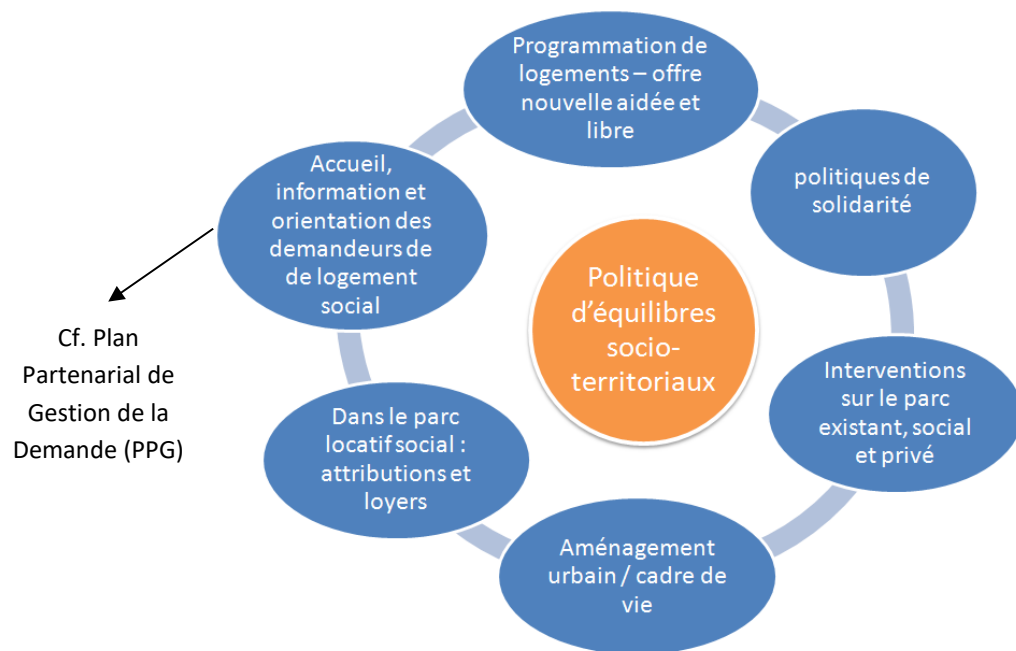 Programmation de
logements – offre
nouvelle aidée et
libre
politiques de
solidarité
Interventions
sur le parc
existant, social
et privé
Aménagement
urbain / cadre de
vie
Dans le parc
locatif social :
attributions et
loyers
Accueil,
information et
orientation des
demandeurs de
de logement
social
Politique
d’équilibres
socio-
territoriaux
Cf. Plan
Partenarial de
Gestion de la
Demande (PPG)